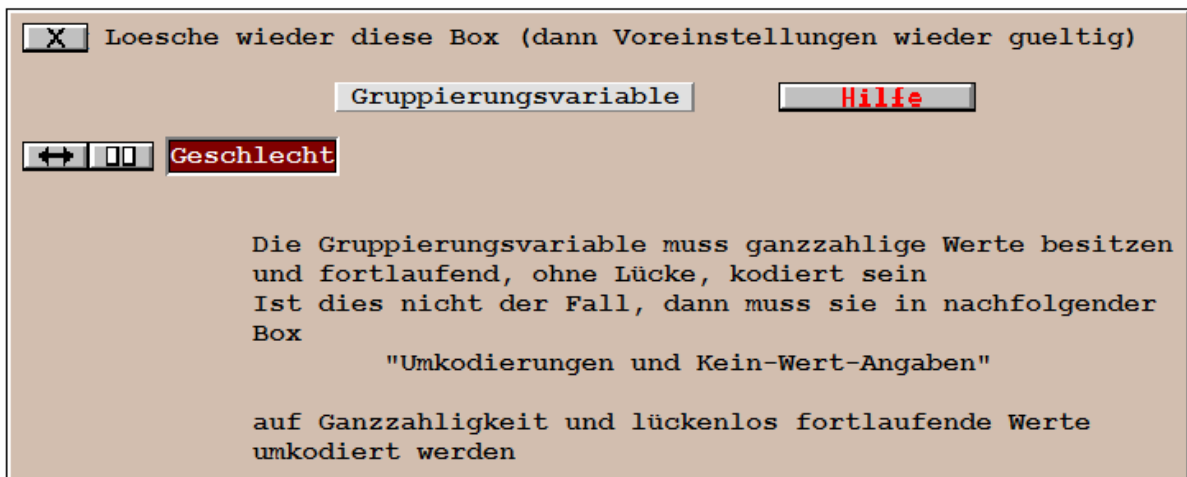 X Loesche wieder diese Box (dann Voreinstellungen wieder gueltig)
Gruppierungsvariable Hilfe
Geschlecht
Die Gruppierungsvariable muss ganzzahlige Werte besitzen
und fortlaufend, ohne Lücke, kodiert sein
Ist dies nicht der Fall, dann muss sie in nachfolgender
Box
"Umkodierungen und Kein-Wert-Angaben"
auf Ganzzahligkeit und lückenlos fortlaufende Werte
umkodiert werden